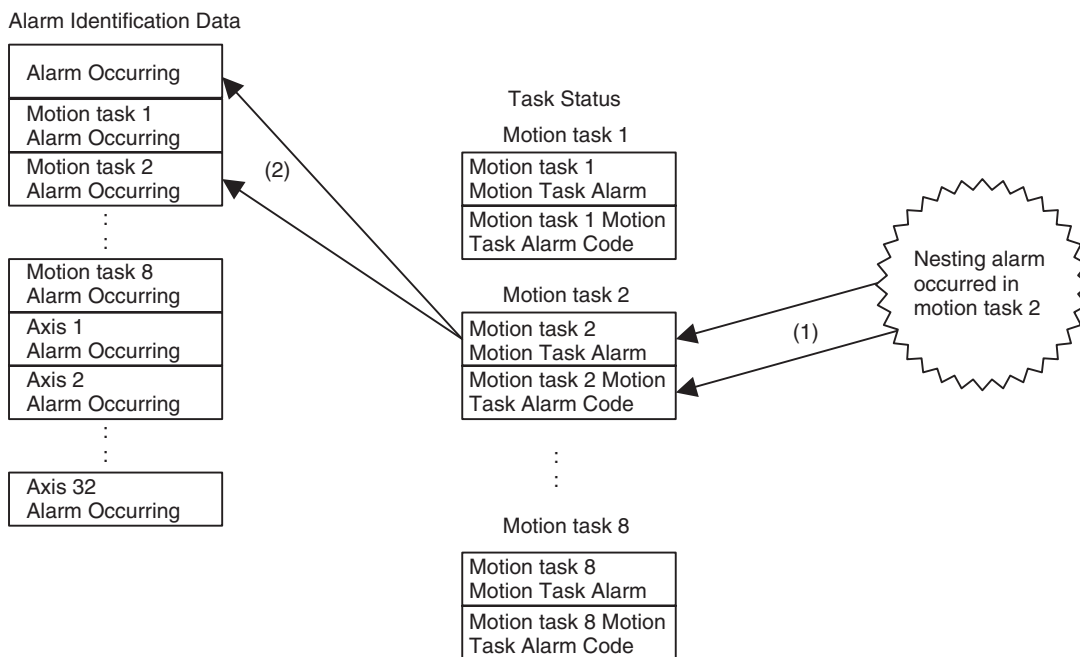 Alarm Identification Data
Alarm Occurring
Motion task 1
Alarm Occurring
Motion task 2
Alarm Occurring
Motion task 8
Alarm Occurring
Axis 1
Alarm Occurring
Axis 2
Alarm Occurring
Axis 32
Alarm Occurring
(2)
Task Status
Motion task 1
Motion task 1
Motion Task Alarm
Motion task 1 Motion
Task Alarm Code
Motion task 2
Motion task 2
Motion Task Alarm
Motion task 2 Motion
Task Alarm Code
Motion task 8
Motion task 8
Motion Task Alarm
Motion task 8 Motion
Task Alarm Code
(1)
Nesting alarm
occurred in
motion task 2